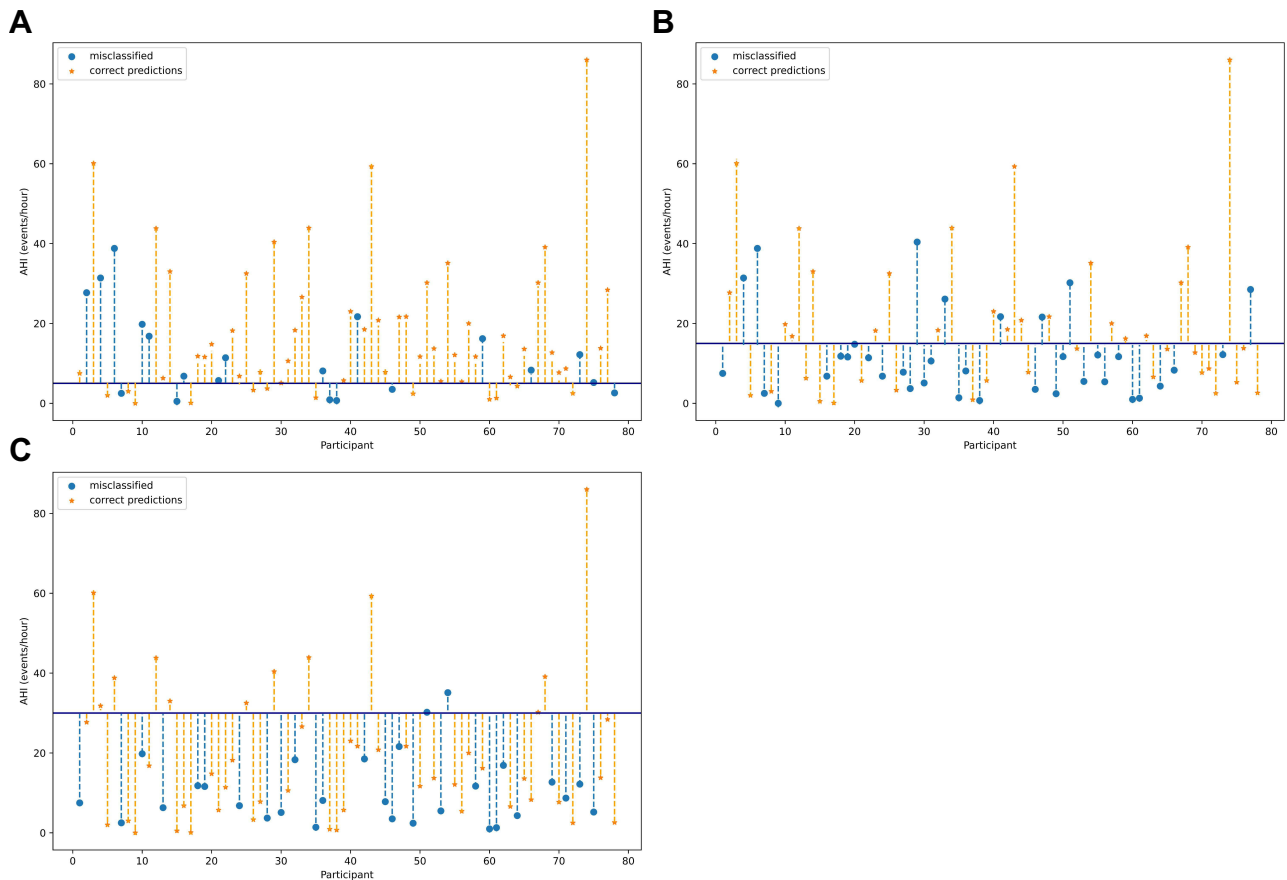 A
misclassified
correct predictions
80
60
40
20
0
AHI (events/hour)
0 10 20 30 40 50 60 70 80
Participant
B
misclassified
correct predictions
80
60
40
20
0
AHI (events/hour)
0 10 20 30 40 50 60 70 80
Participant
C
misclassified
correct predictions
80
60
40
20
0
AHI (events/hour)
0 10 20 30 40 50 60 70 80
Participant